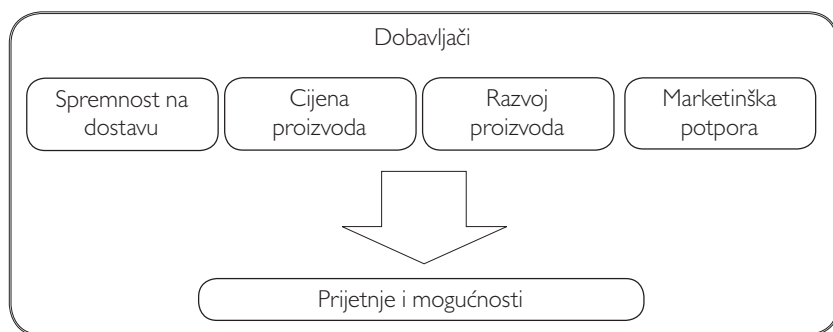 Dobavljači
Spremnost na
dostavu
Cijena
proizvoda
Razvoj
proizvoda
Marketinška
potpora
Prijetnje i mogućnosti